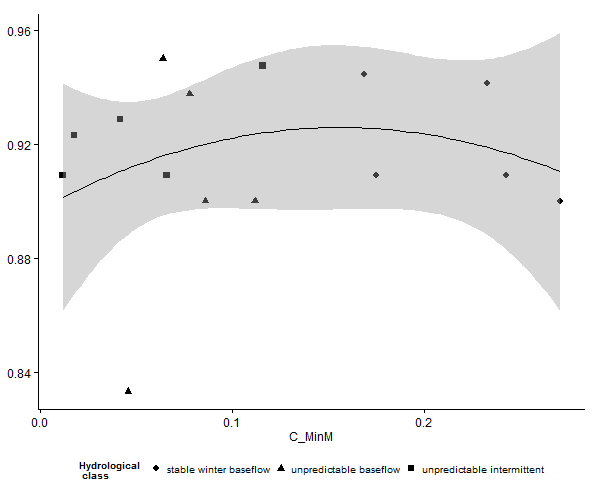 0.96
0.92
0.88
0.84
0.0 0.1 0.2
C_MinM
Hydrological
class
stable winter baseflow unpredictable baseflow unpredictable intermittent